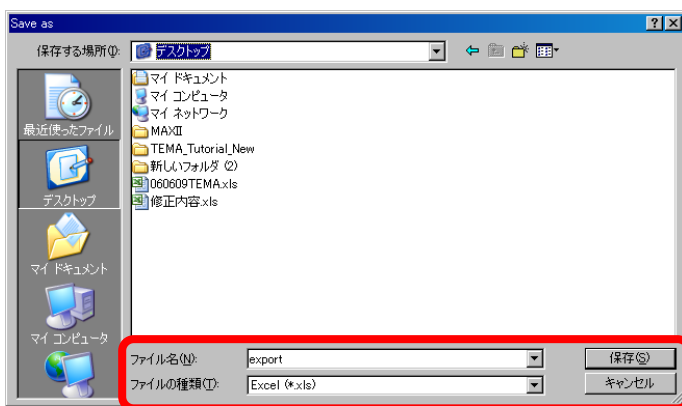 Save as
保存する場所(I):
デスクトップ
最近使ったファイル
デスクトップ
マイ ドキュメント
マイ コンピュータ
マイ ドキュメント
マイ コンピュータ
マイ ネットワーク
MAXII
TEMA_Tutorial_New
新しいフォルダ (2)
060609TEMA.xls
修正内容.xls
ファイル名(N):
export
保存(S)
ファイルの種類(T):
Excel (*.xls)
キャンセル